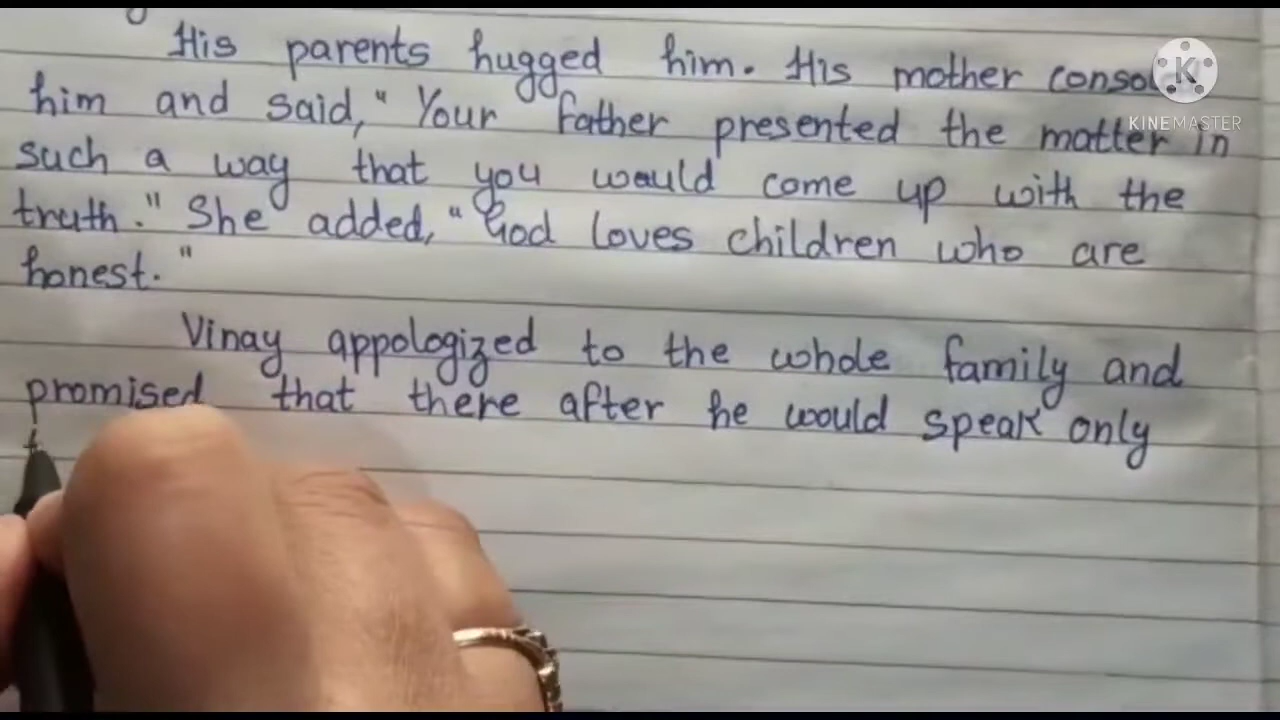 His parents hugged him. His mother
him and said, "Your father presented the matter in
such a way that you would come up with the
truth." She added, "God loves children who are
honest."
Vinay appologized to the whole family and
promised that there after he would speak only
K
KINEMASTER